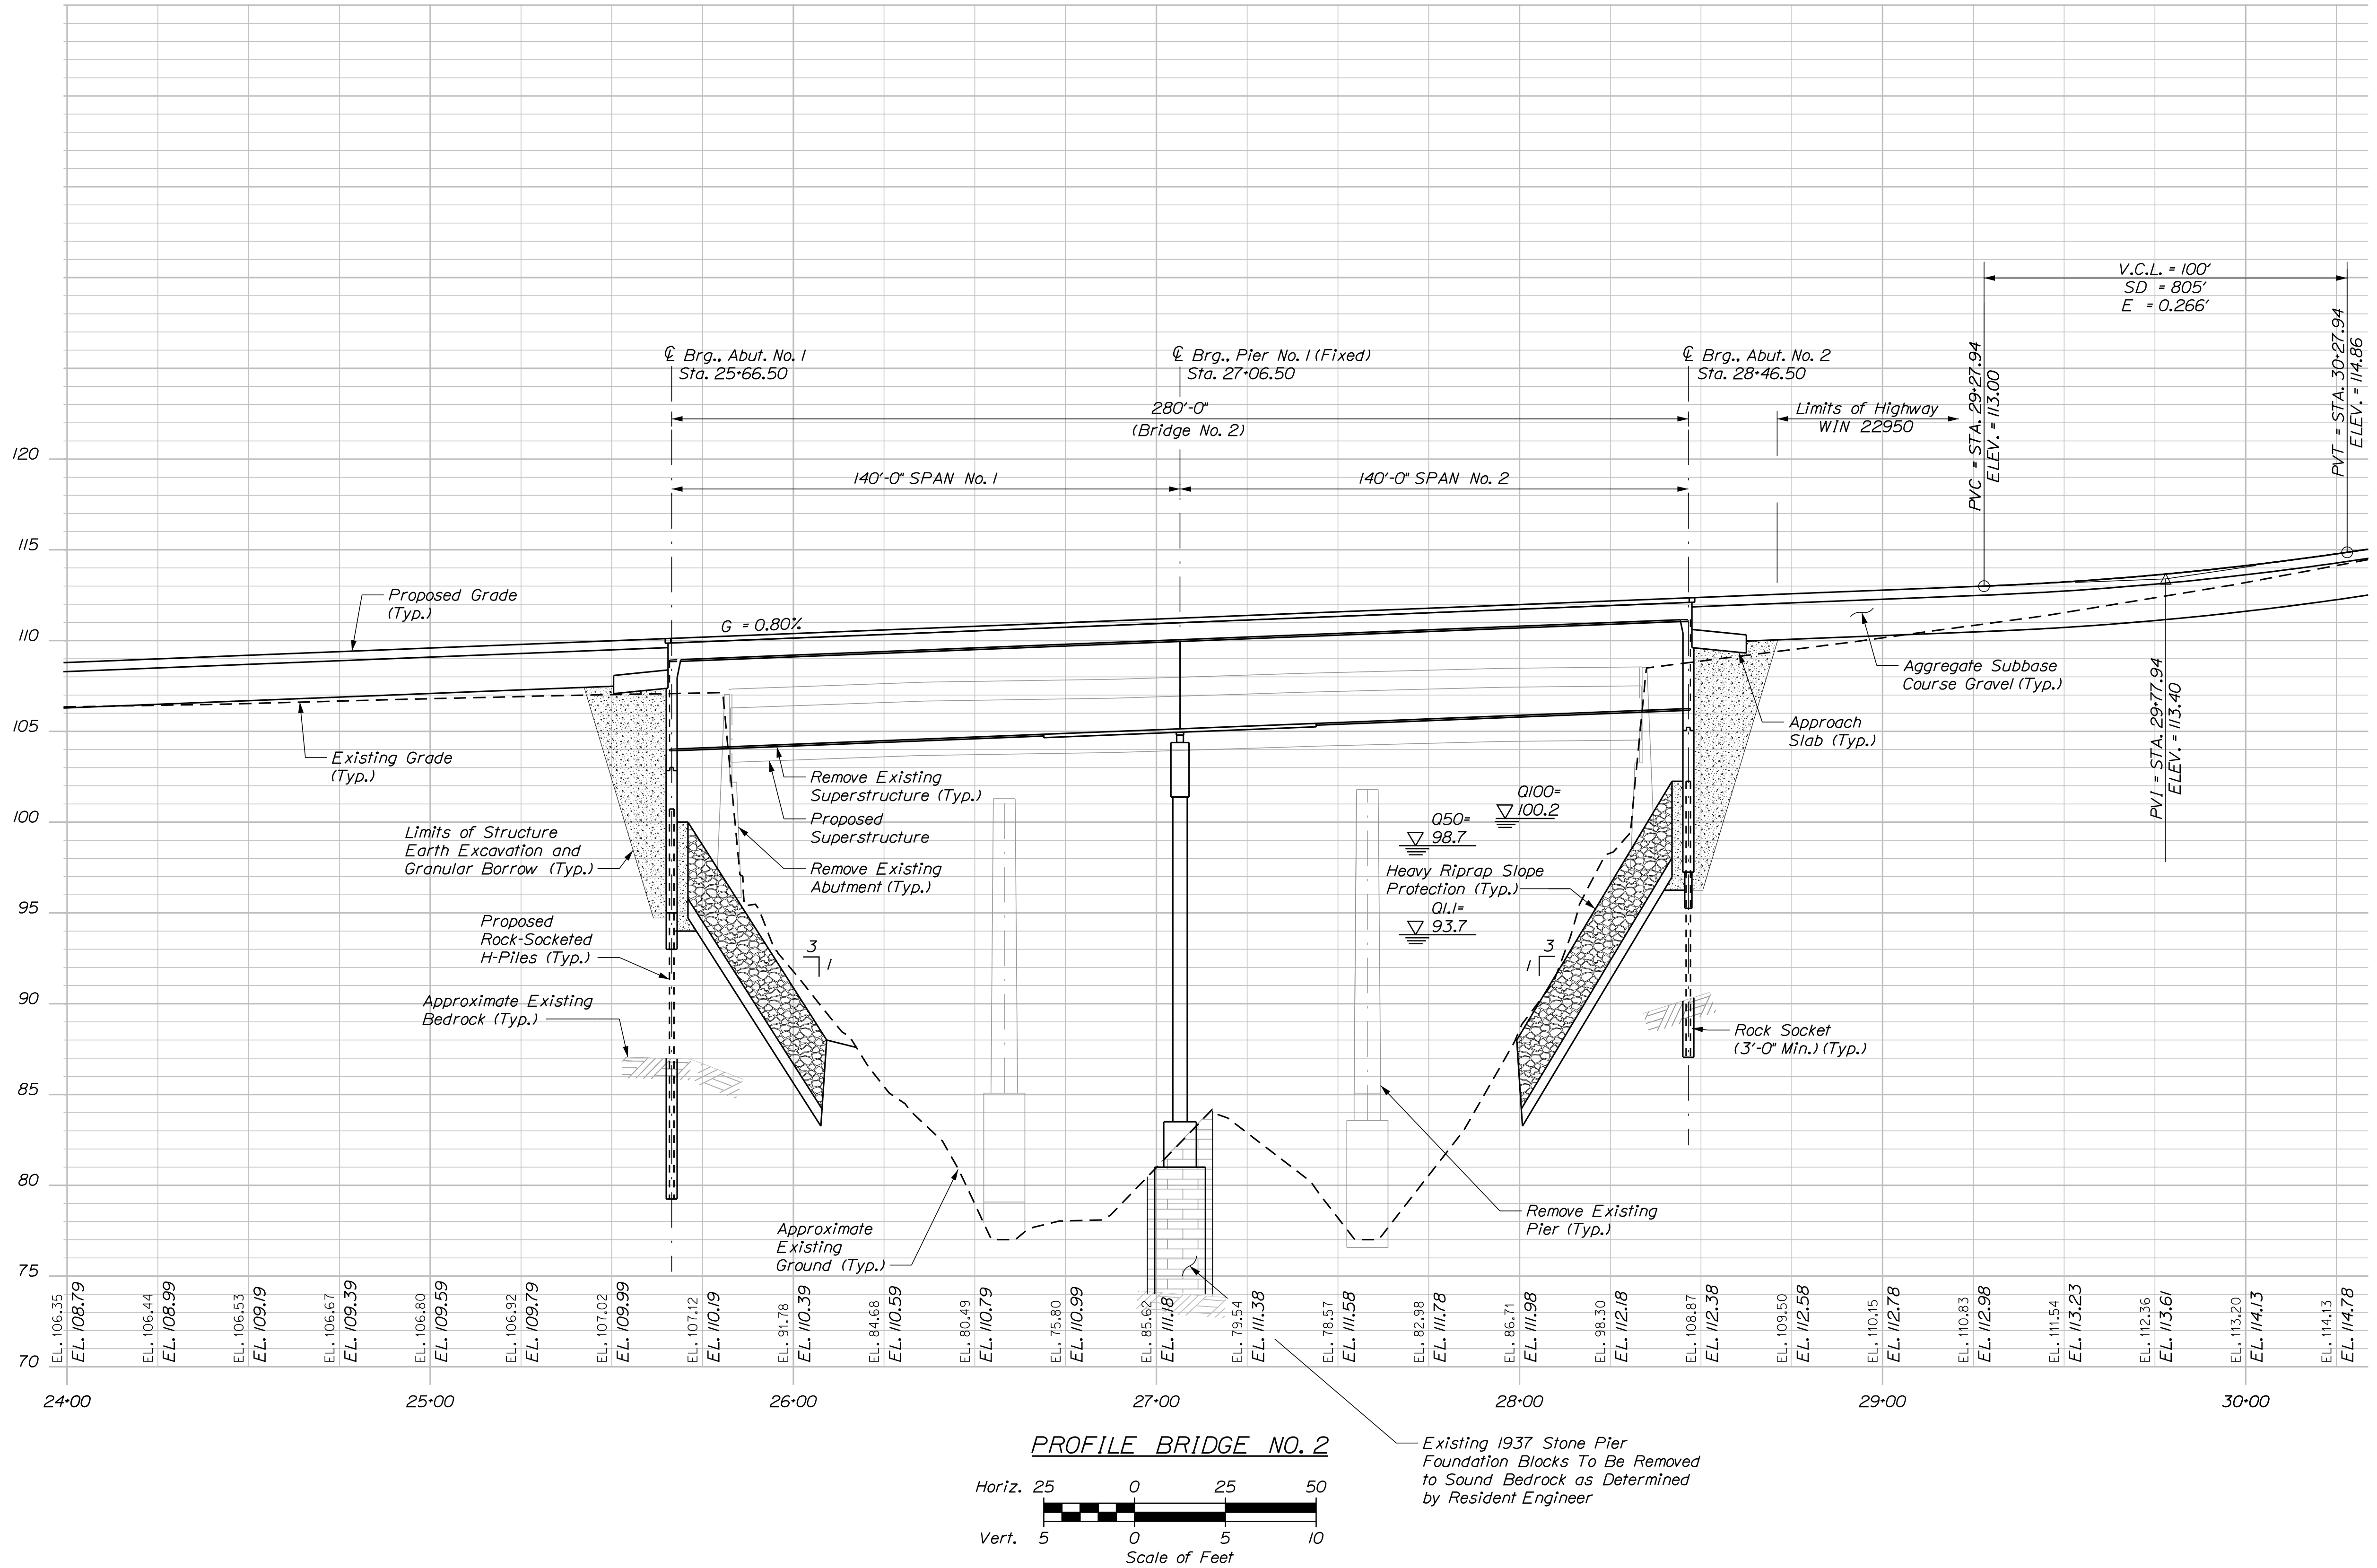 V.C.L. = 100'
SD = 805'
E = 0.266'
PVC = STA. 29+27.94
ELEV. = 113.00
PVT = STA. 30+27.94
ELEV. = 114.86
℄ Brg., Abut. No. 1
Sta. 25+66.50
℄ Brg., Pier No. 1 (Fixed)
Sta. 27+06.50
℄ Brg., Abut. No. 2
Sta. 28+46.50
280'-0"
(Bridge No. 2)
Limits of Highway
WIN 22950
140'-0" SPAN No. 1
140'-0" SPAN No. 2
120
115
110
105
100
95
90
85
80
75
70
Proposed Grade
(Typ.)
G = 0.80%
Existing Grade
(Typ.)
Aggregate Subbase
Course Gravel (Typ.)
Approach
Slab (Typ.)
PVI = STA. 29+77.94
ELEV. = 113.40
Remove Existing
Superstructure (Typ.)
Proposed
Superstructure
Remove Existing
Abutment (Typ.)
Limits of Structure
Earth Excavation and
Granular Borrow (Typ.)
Q100=
100.2
Q50=
98.7
Heavy Riprap Slope
Protection (Typ.)
Q1.1=
93.7
Proposed
Rock-Socketed
H-Piles (Typ.)
3
1
3
1
Approximate Existing
Bedrock (Typ.)
Rock Socket
(3'-0" Min.) (Typ.)
Approximate
Existing
Ground (Typ.)
Remove Existing
Pier (Typ.)
EL. 106.35
EL. 108.79
EL. 106.44
EL. 108.99
EL. 106.53
EL. 109.19
EL. 106.67
EL. 109.39
EL. 106.80
EL. 109.59
EL. 106.92
EL. 109.79
EL. 107.02
EL. 109.99
EL. 107.12
EL. 110.19
EL. 91.78
EL. 110.39
EL. 84.68
EL. 110.59
EL. 80.49
EL. 110.79
EL. 75.80
EL. 110.99
EL. 85.62
EL. 111.18
EL. 79.54
EL. 111.38
EL. 78.57
EL. 111.58
EL. 82.98
EL. 111.78
EL. 86.71
EL. 111.98
EL. 98.30
EL. 112.18
EL. 108.87
EL. 112.38
EL. 109.50
EL. 112.58
EL. 110.15
EL. 112.78
EL. 110.83
EL. 112.98
EL. 111.54
EL. 113.23
EL. 112.36
EL. 113.61
EL. 113.20
EL. 114.13
EL. 114.13
EL. 114.78
24+00
25+00
26+00
27+00
28+00
29+00
30+00
Existing 1937 Stone Pier
Foundation Blocks To Be Removed
to Sound Bedrock as Determined
by Resident Engineer
PROFILE BRIDGE NO. 2
Horiz. 25 0 25 50
Vert. 5 0 5 10
Scale of Feet